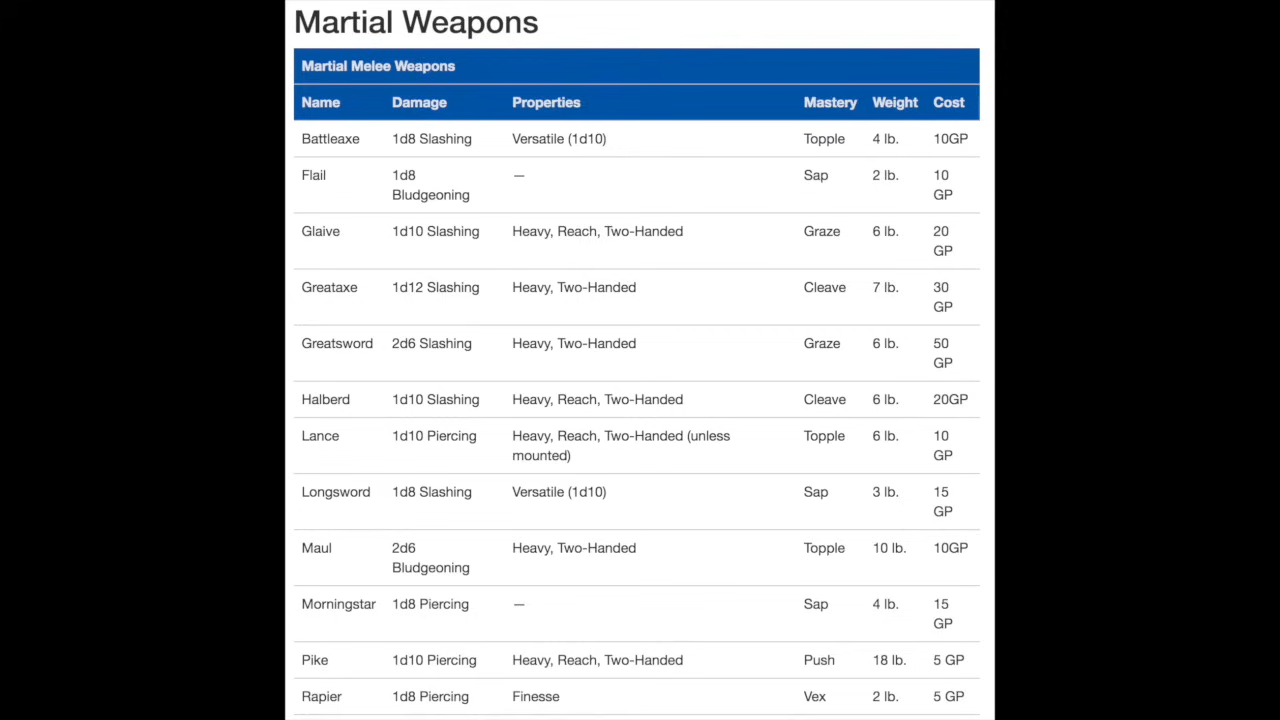 Martial Weapons
Martial Melee Weapons
Name Damage Properties Mastery Weight Cost
Battleaxe 1d8 Slashing Versatile (1d10) Topple 4 lb. 10GP
Flail 1d8 — Sap 2 lb. 10
Bludgeoning GP
Glaive 1d10 Slashing Heavy, Reach, Two-Handed Graze 6 lb. 20
GP
Greataxe 1d12 Slashing Heavy, Two-Handed Cleave 7 lb. 30
GP
Greatsword 2d6 Slashing Heavy, Two-Handed Graze 6 lb. 50
GP
Halberd 1d10 Slashing Heavy, Reach, Two-Handed Cleave 6 lb. 20GP
Lance 1d10 Piercing Heavy, Reach, Two-Handed (unless Topple 6 lb. 10
mounted) GP
Longsword 1d8 Slashing Versatile (1d10) Sap 3 lb. 15
GP
Maul 2d6 Heavy, Two-Handed Topple 10 lb. 10GP
Bludgeoning
Morningstar 1d8 Piercing — Sap 4 lb. 15
GP
Pike 1d10 Piercing Heavy, Reach, Two-Handed Push 18 lb. 5 GP
Rapier 1d8 Piercing Finesse Vex 2 lb. 5 GP